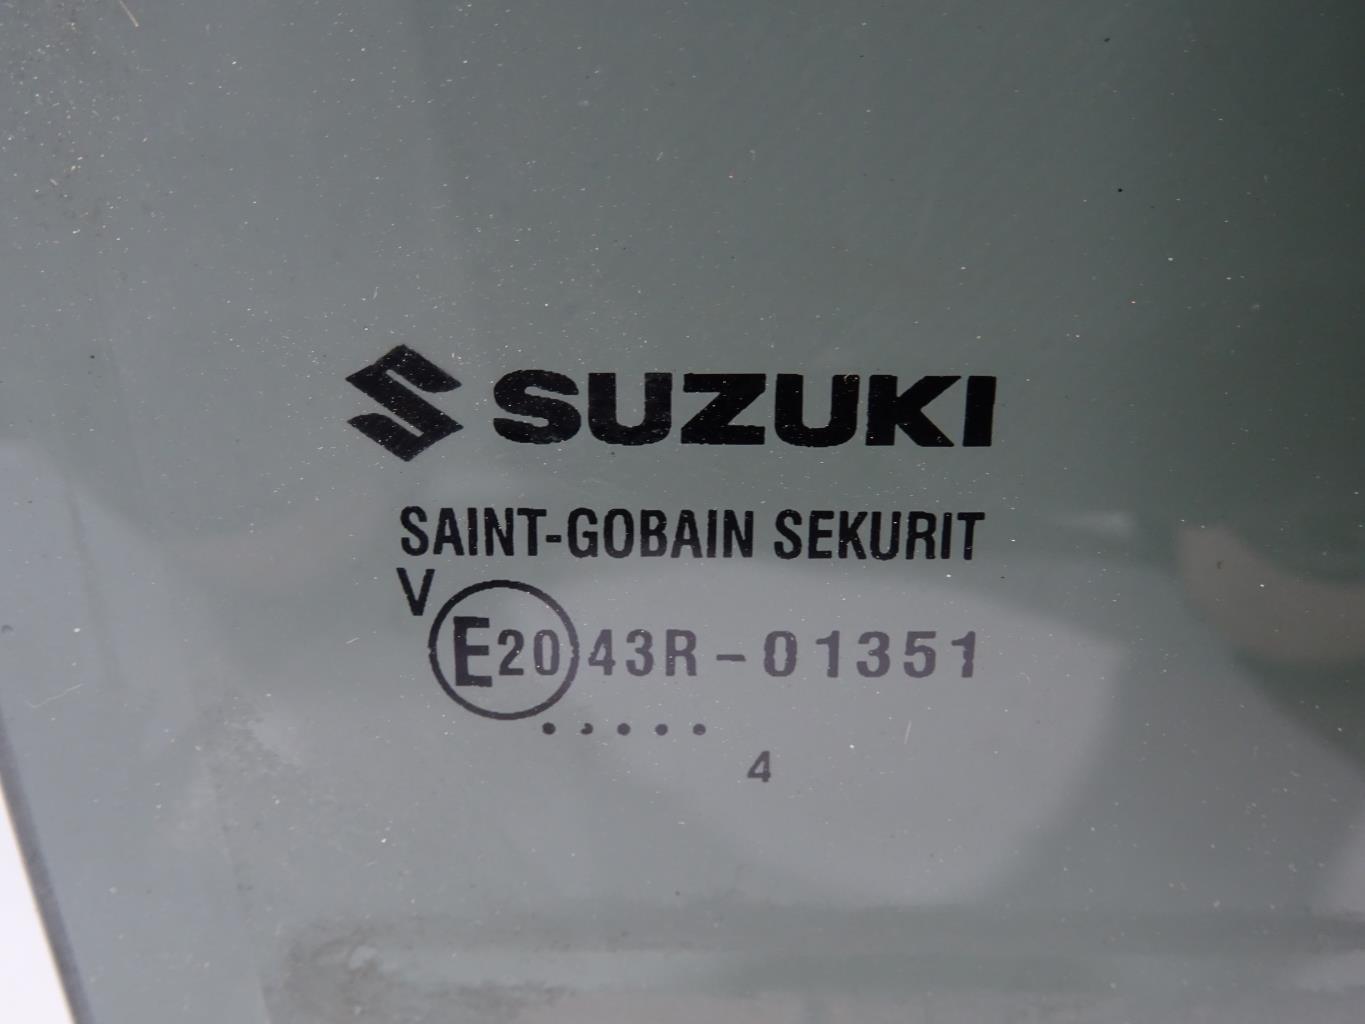 SUZUKI
SAINT-GOBAIN SEKURIT
V
E20 43R-01351
.....
4